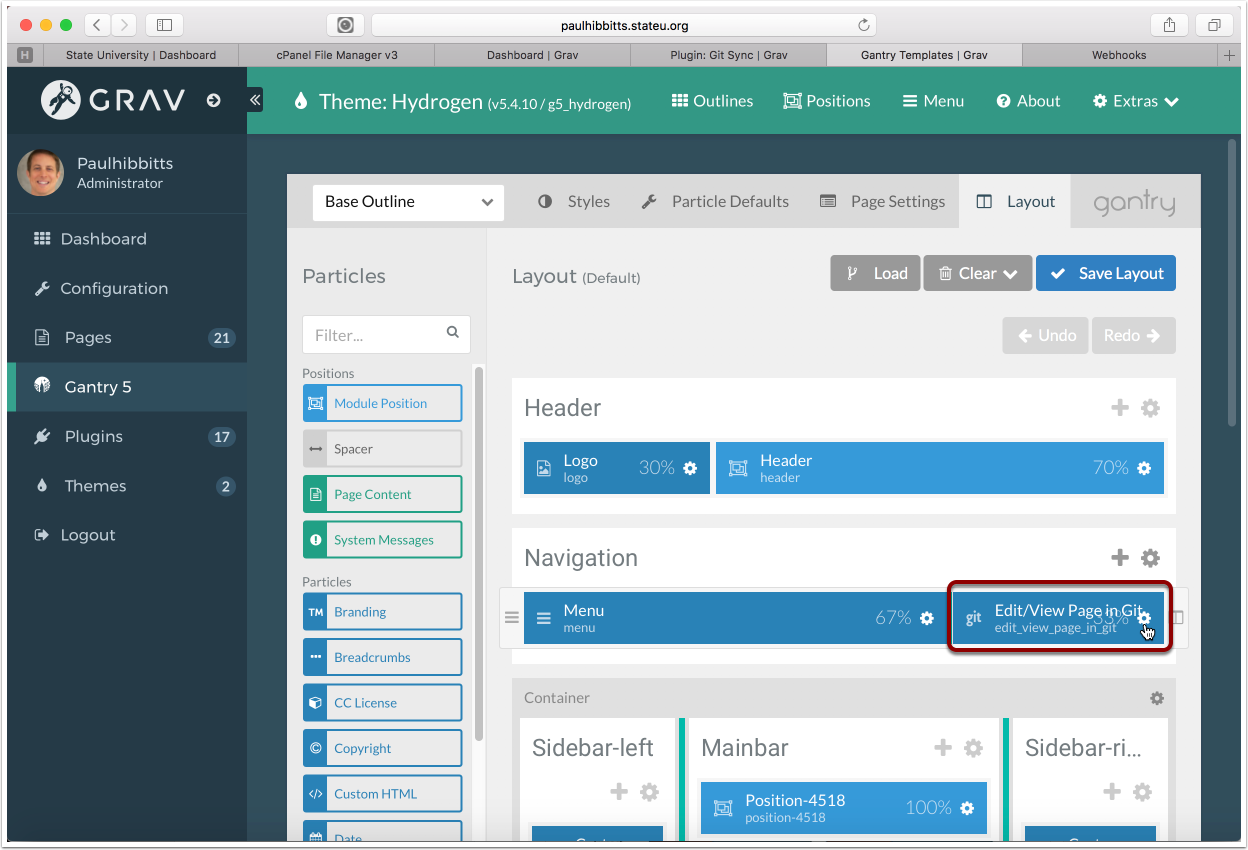 paulhibbitts.stateu.org
H
State University | Dashboard
cPanel File Manager v3
Dashboard | Grav
Plugin: Git Sync | Grav
Gantry Templates | Grav
Webhooks
GRAV
Theme: Hydrogen (v5.4.10 / g5_hydrogen)
Outlines
Positions
Menu
About
Extras
Paulhibbitts
Administrator
Dashboard
Configuration
Pages 21
Gantry 5
Plugins 17
Themes 2
Logout
Base Outline
Styles
Particle Defaults
Page Settings
Layout
gantry
Particles
Filter...
Positions
Module Position
Spacer
Page Content
System Messages
Particles
TM Branding
Breadcrumbs
CC License
© Copyright
</> Custom HTML
Date
Layout (Default)
Load
Clear
Save Layout
Undo
Redo
Header
Logo
logo
30%
Header
header
70%
Navigation
Menu
menu
67%
git
Edit/View Page in Git
edit_view_page_in_git
33%
Container
Sidebar-left
Mainbar
Position-4518
position-4518
100%
Sidebar-ri...